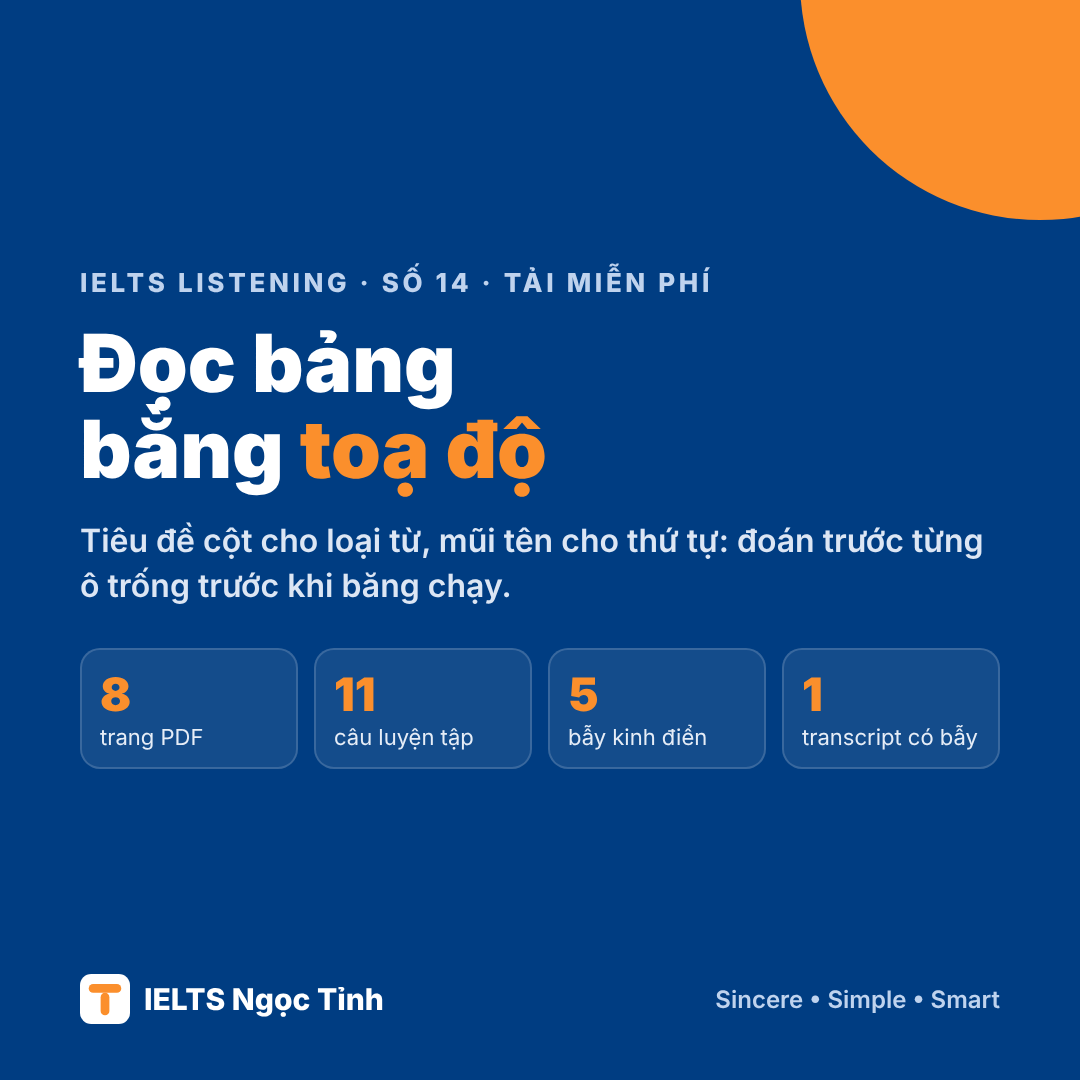 IELTS LISTENING · SỐ 14 · TẢI MIỄN PHÍ
Đọc bảng
bằng toạ độ
Tiêu đề cột cho loại từ, mũi tên cho thứ tự: đoán trước từng
ô trống trước khi băng chạy.
8
trang PDF
11
câu luyện tập
5
bẫy kinh điển
1
transcript có bẫy
IELTS Ngọc Tỉnh
Sincere • Simple • Smart